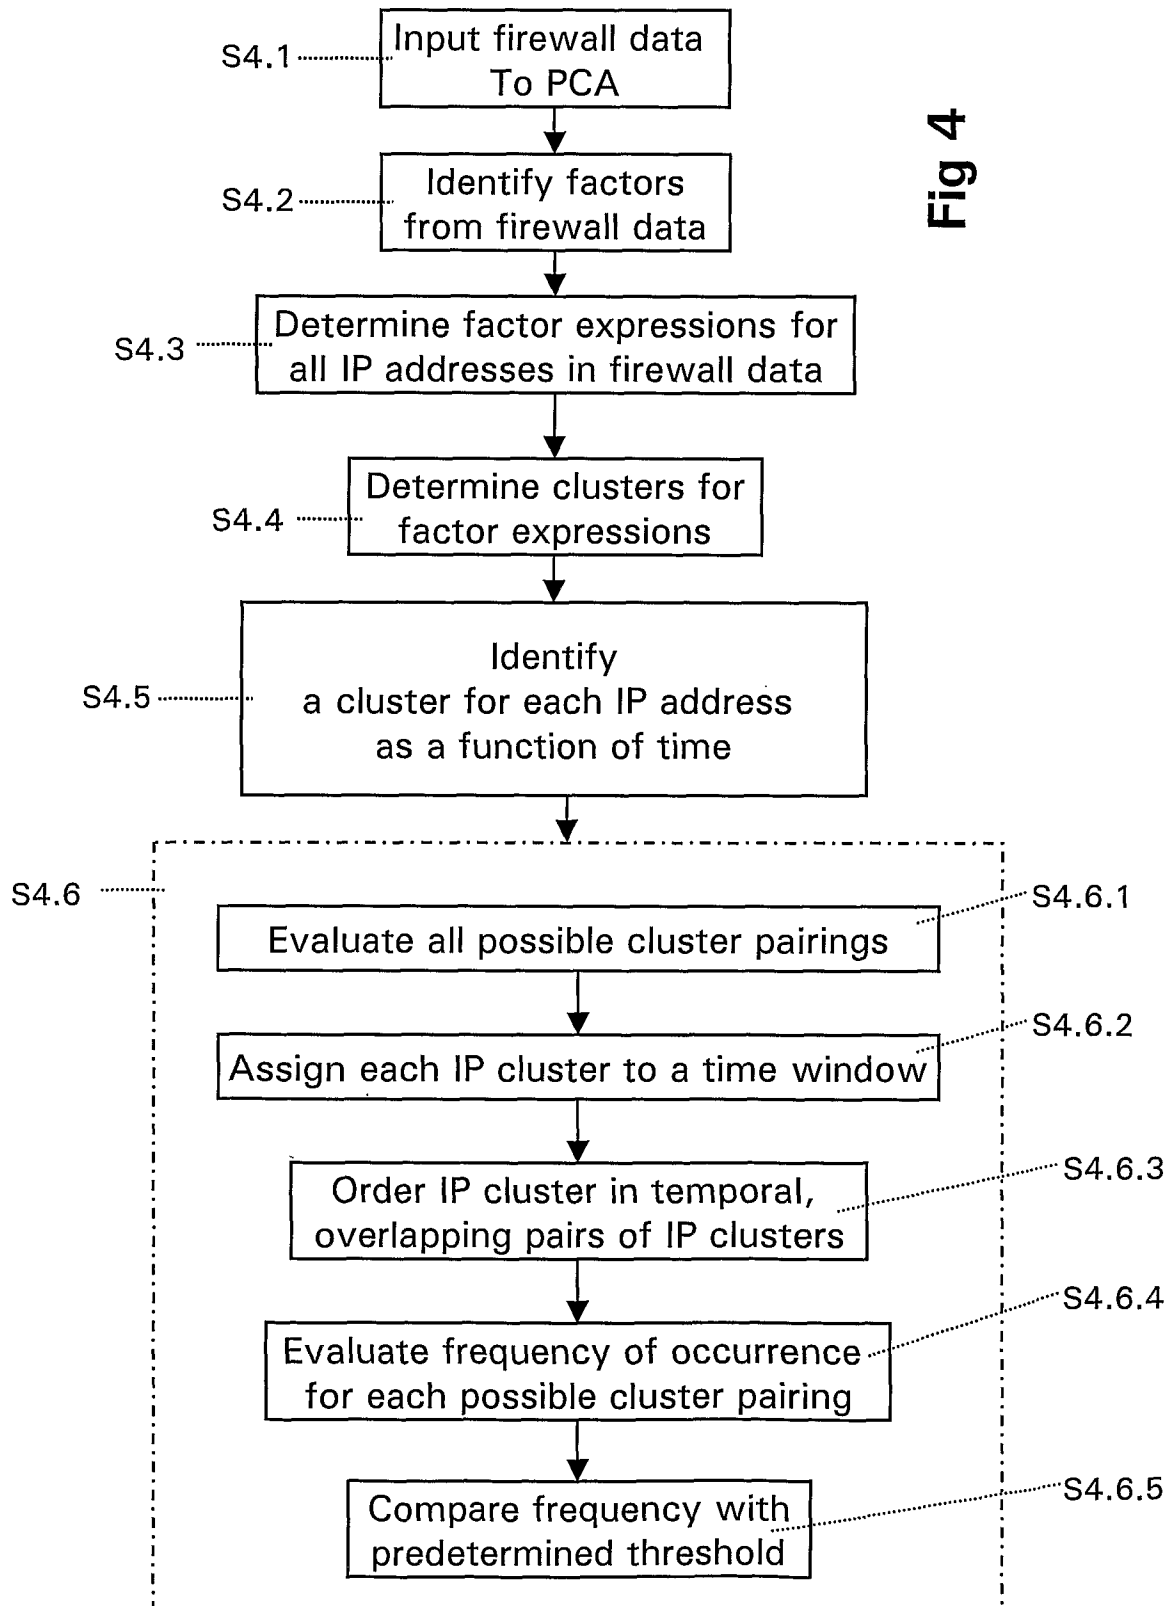 S4.1
Input firewall data
To PCA
Fig 4
S4.2
Identify factors
from firewall data
S4.3
Determine factor expressions for
all IP addresses in firewall data
S4.4
Determine clusters for
factor expressions
S4.5
Identify
a cluster for each IP address
as a function of time
S4.6
S4.6.1
Evaluate all possible cluster pairings
S4.6.2
Assign each IP cluster to a time window
S4.6.3
Order IP cluster in temporal,
overlapping pairs of IP clusters
S4.6.4
Evaluate frequency of occurrence
for each possible cluster pairing
S4.6.5
Compare frequency with
predetermined threshold